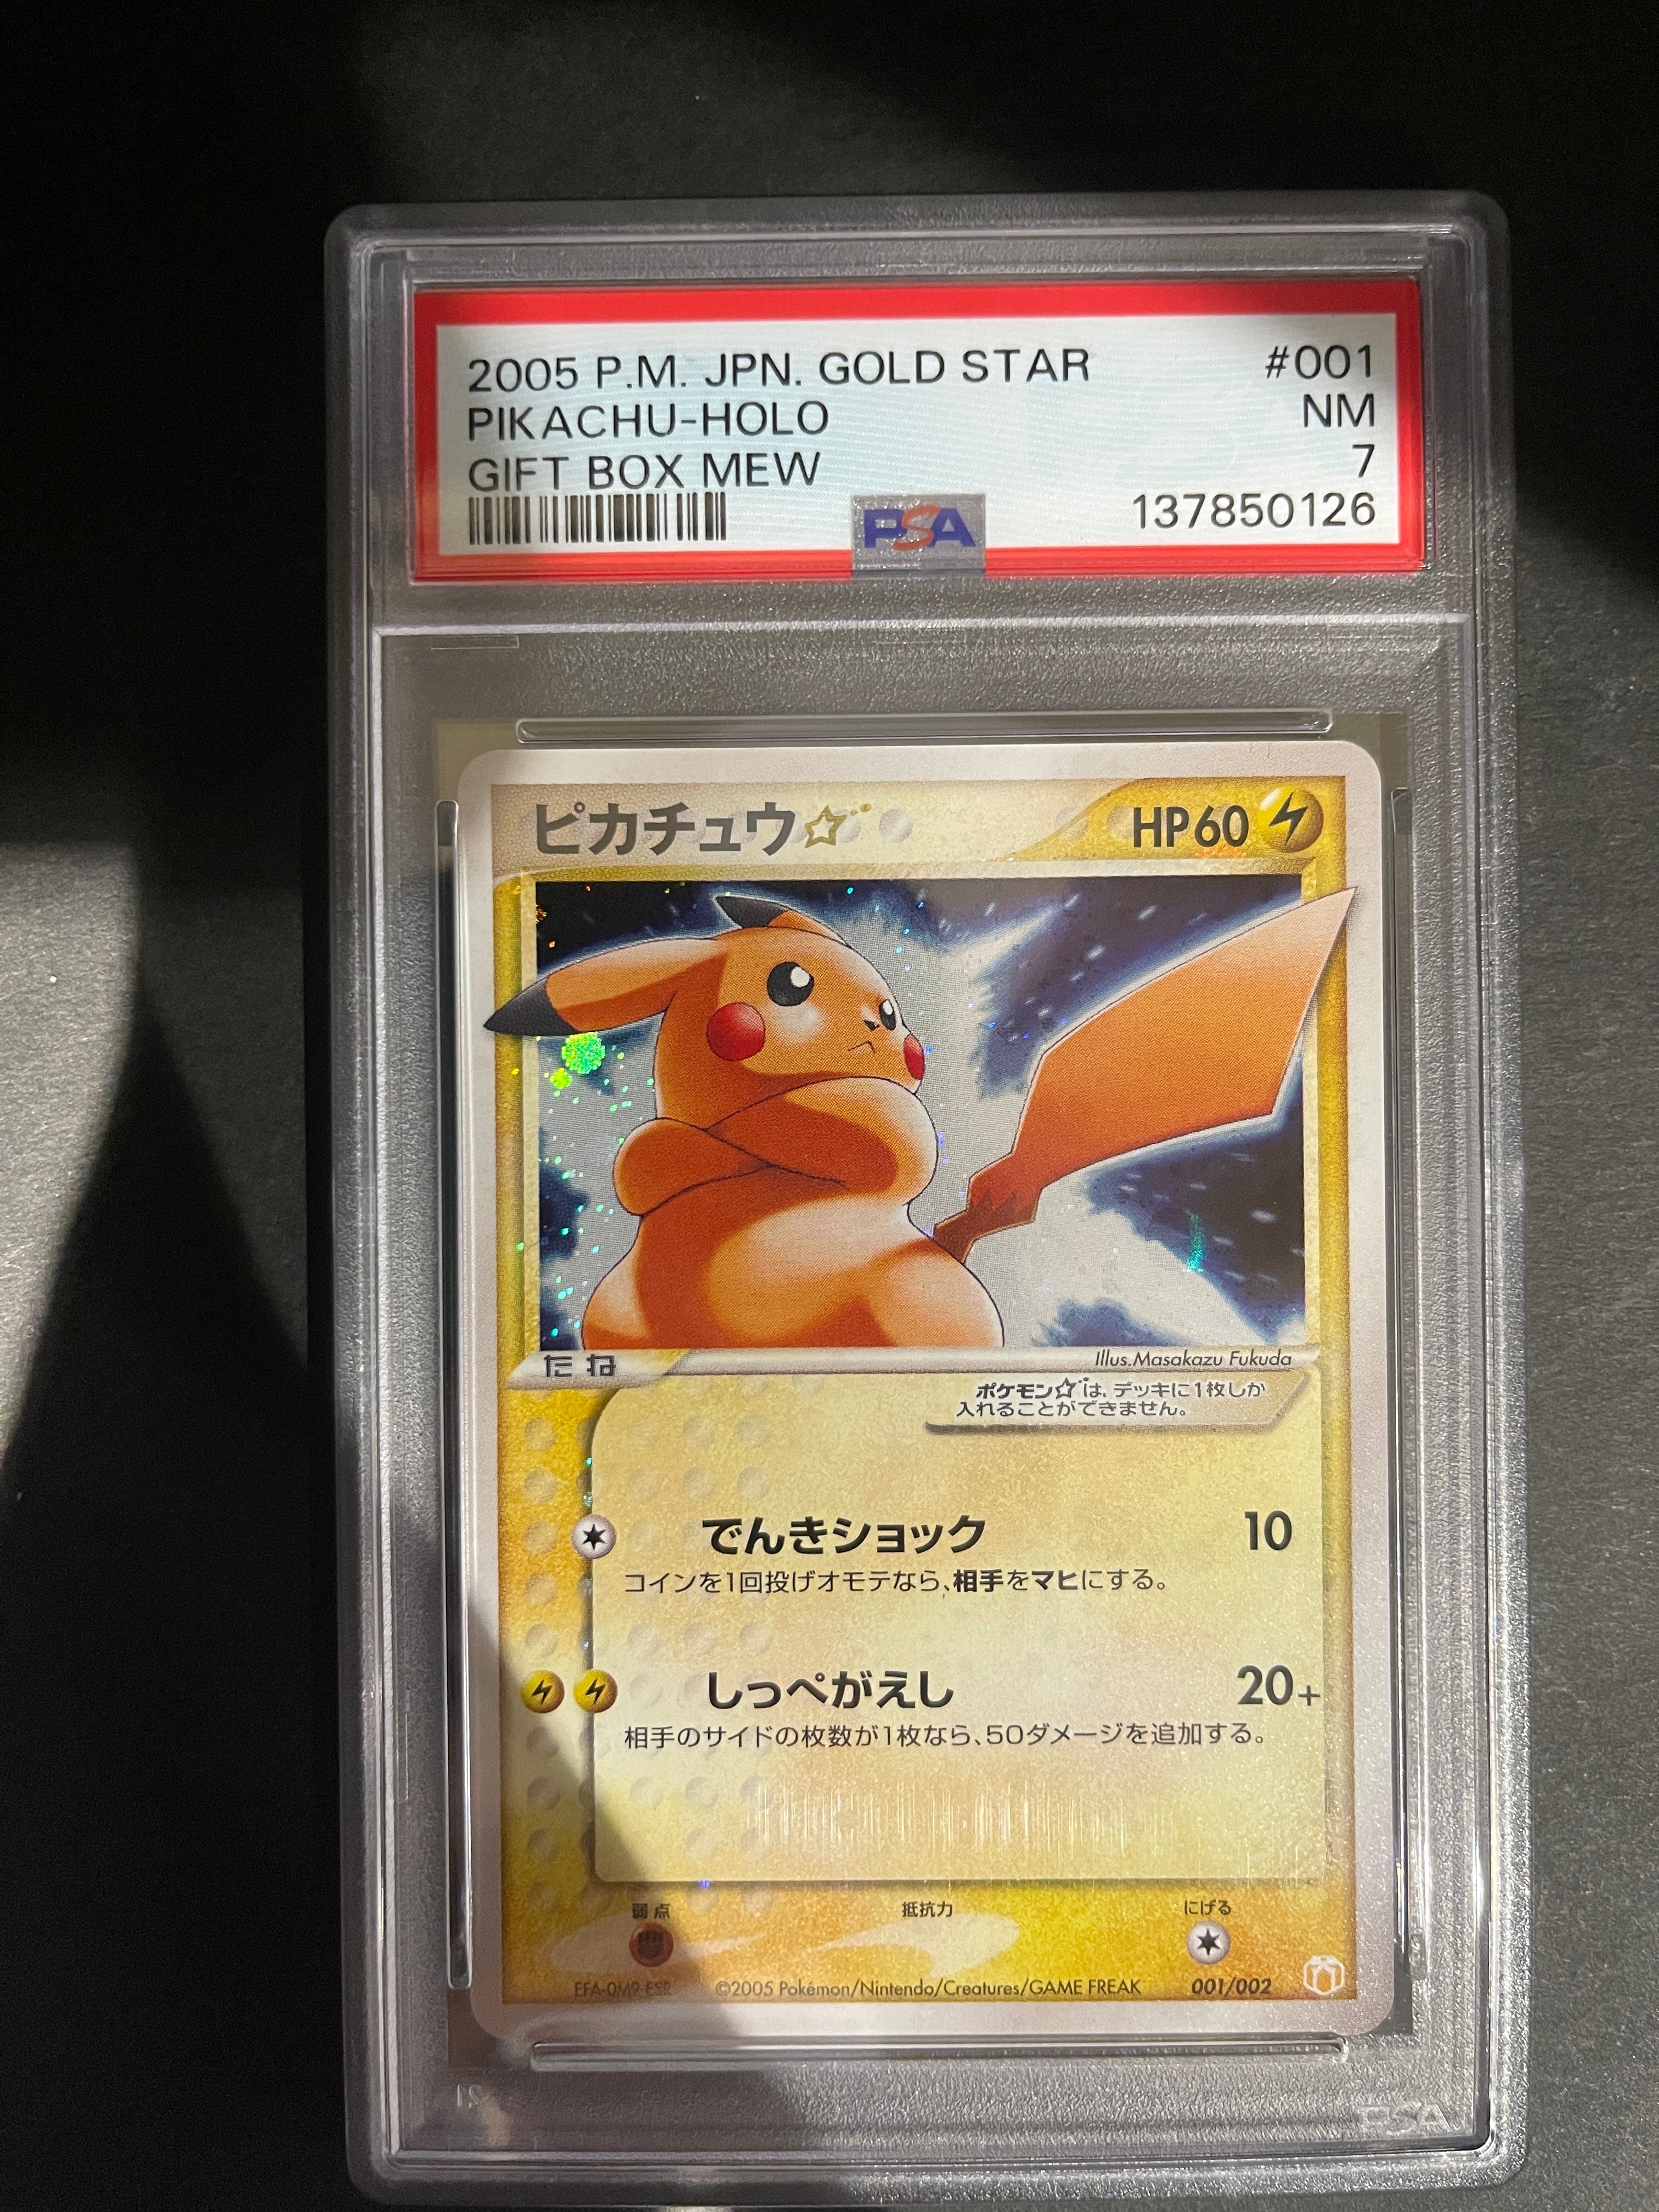 2005 P.M. JPN. GOLD STAR #001
PIKACHU-HOLO NM
GIFT BOX MEW 7
PSA 137850126
ピカチュウ☆ HP60
たね Illus.Masakazu Fukuda
ポケモン☆は、デッキに1枚しか
入れることができません。
でんきショック 10
コインを1回投げオモテなら、相手をマヒにする。
しっぺがえし 20+
相手のサイドの枚数が1枚なら、50ダメージを追加する。
弱点 抵抗力 にげる
©2005 Pokémon/Nintendo/Creatures/GAME FREAK 001/002
PSA